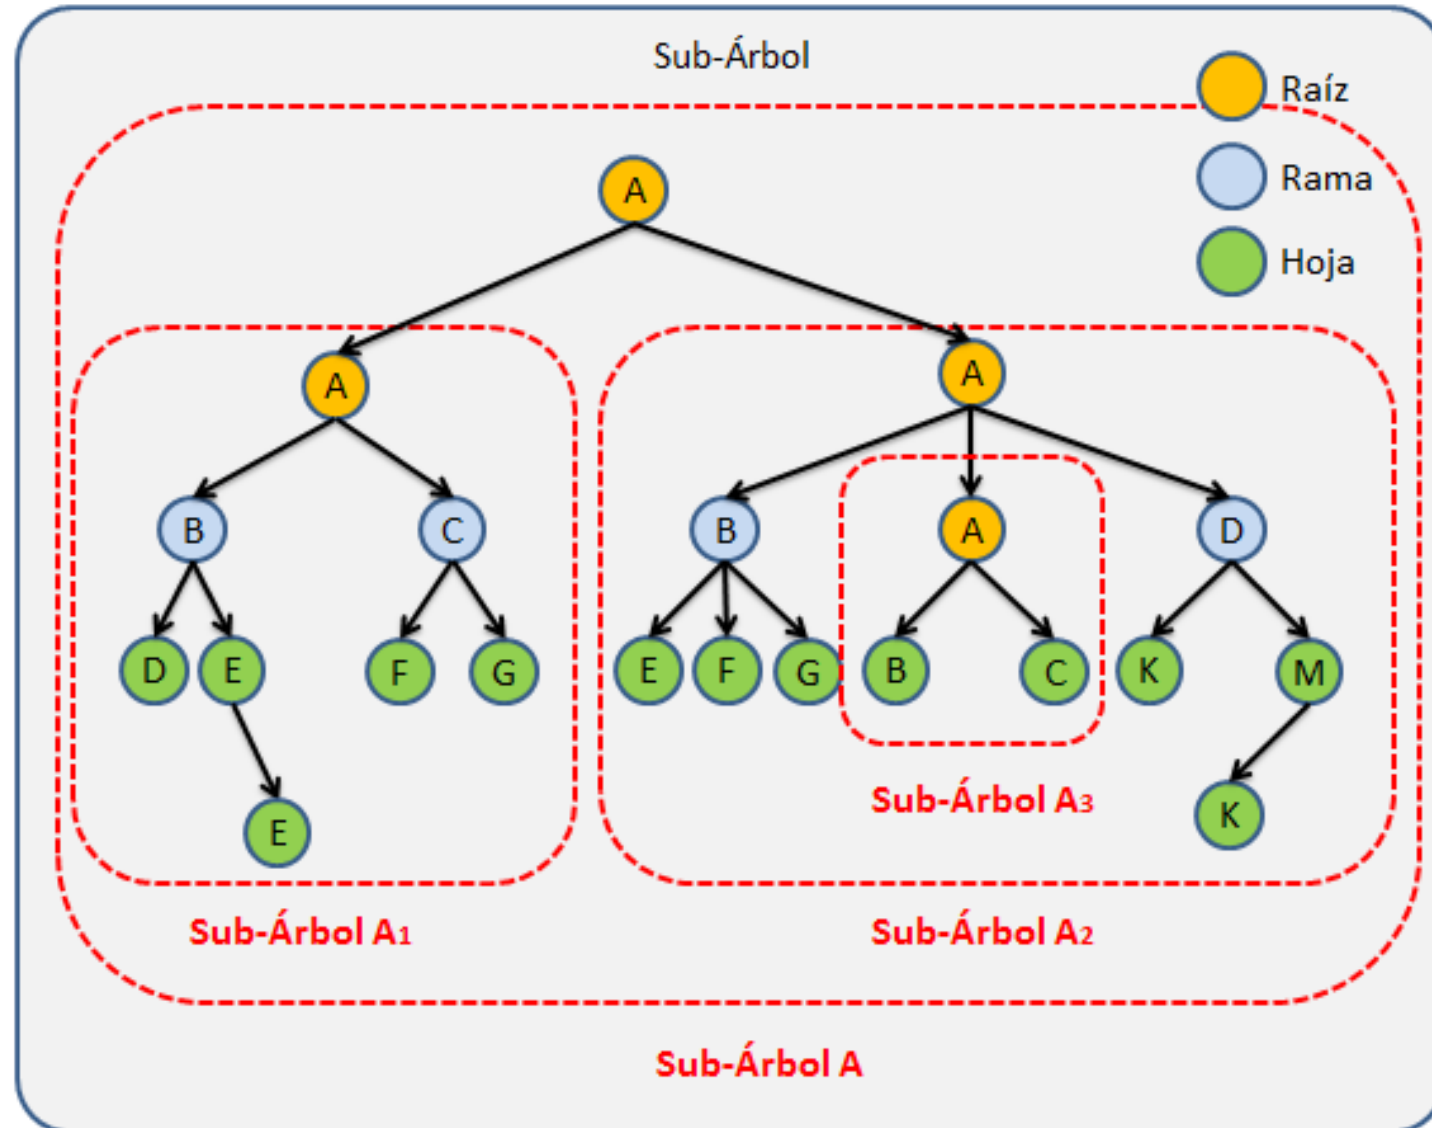 Sub-Árbol
Raíz
Rama
Hoja
A
A
A
B
C
B
A
D
D
E
F
G
E
F
G
B
C
K
M
E
K
Sub-Árbol A3
Sub-Árbol A1
Sub-Árbol A2
Sub-Árbol A